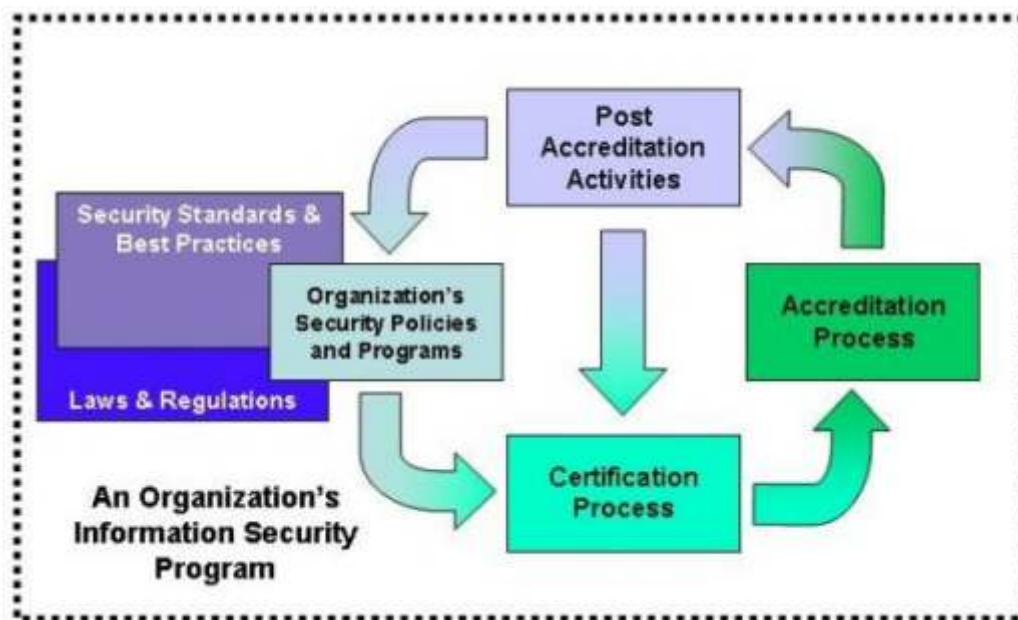 Post
Accreditation
Activities
Security Standards &
Best Practices
Organization's
Security Policies
and Programs
Laws & Regulations
Accreditation
Process
Certification
Process
An Organization's
Information Security
Program